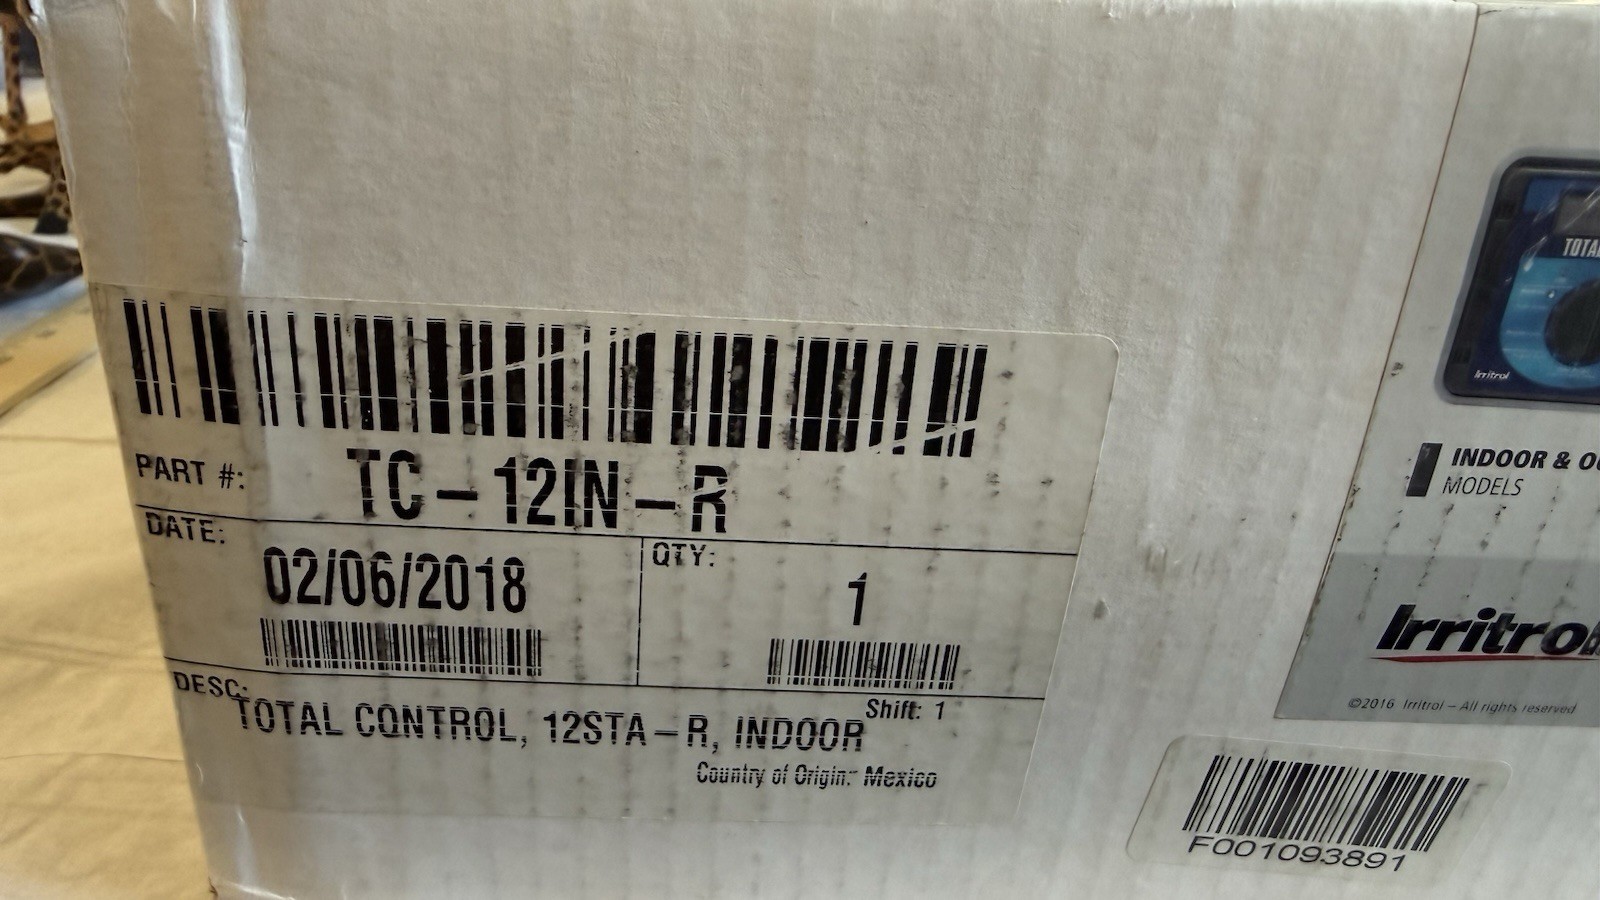 PART #: TC-12IN-R
DATE: 02/06/2018
QTY: 1
DESC: TOTAL CONTROL, 12STA-R, INDOOR
Shift: 1
Country of Origin: Mexico
Irritrol
INDOOR &
MODELS
Irritrol
©2016 Irritrol – All rights reserved
F001093891